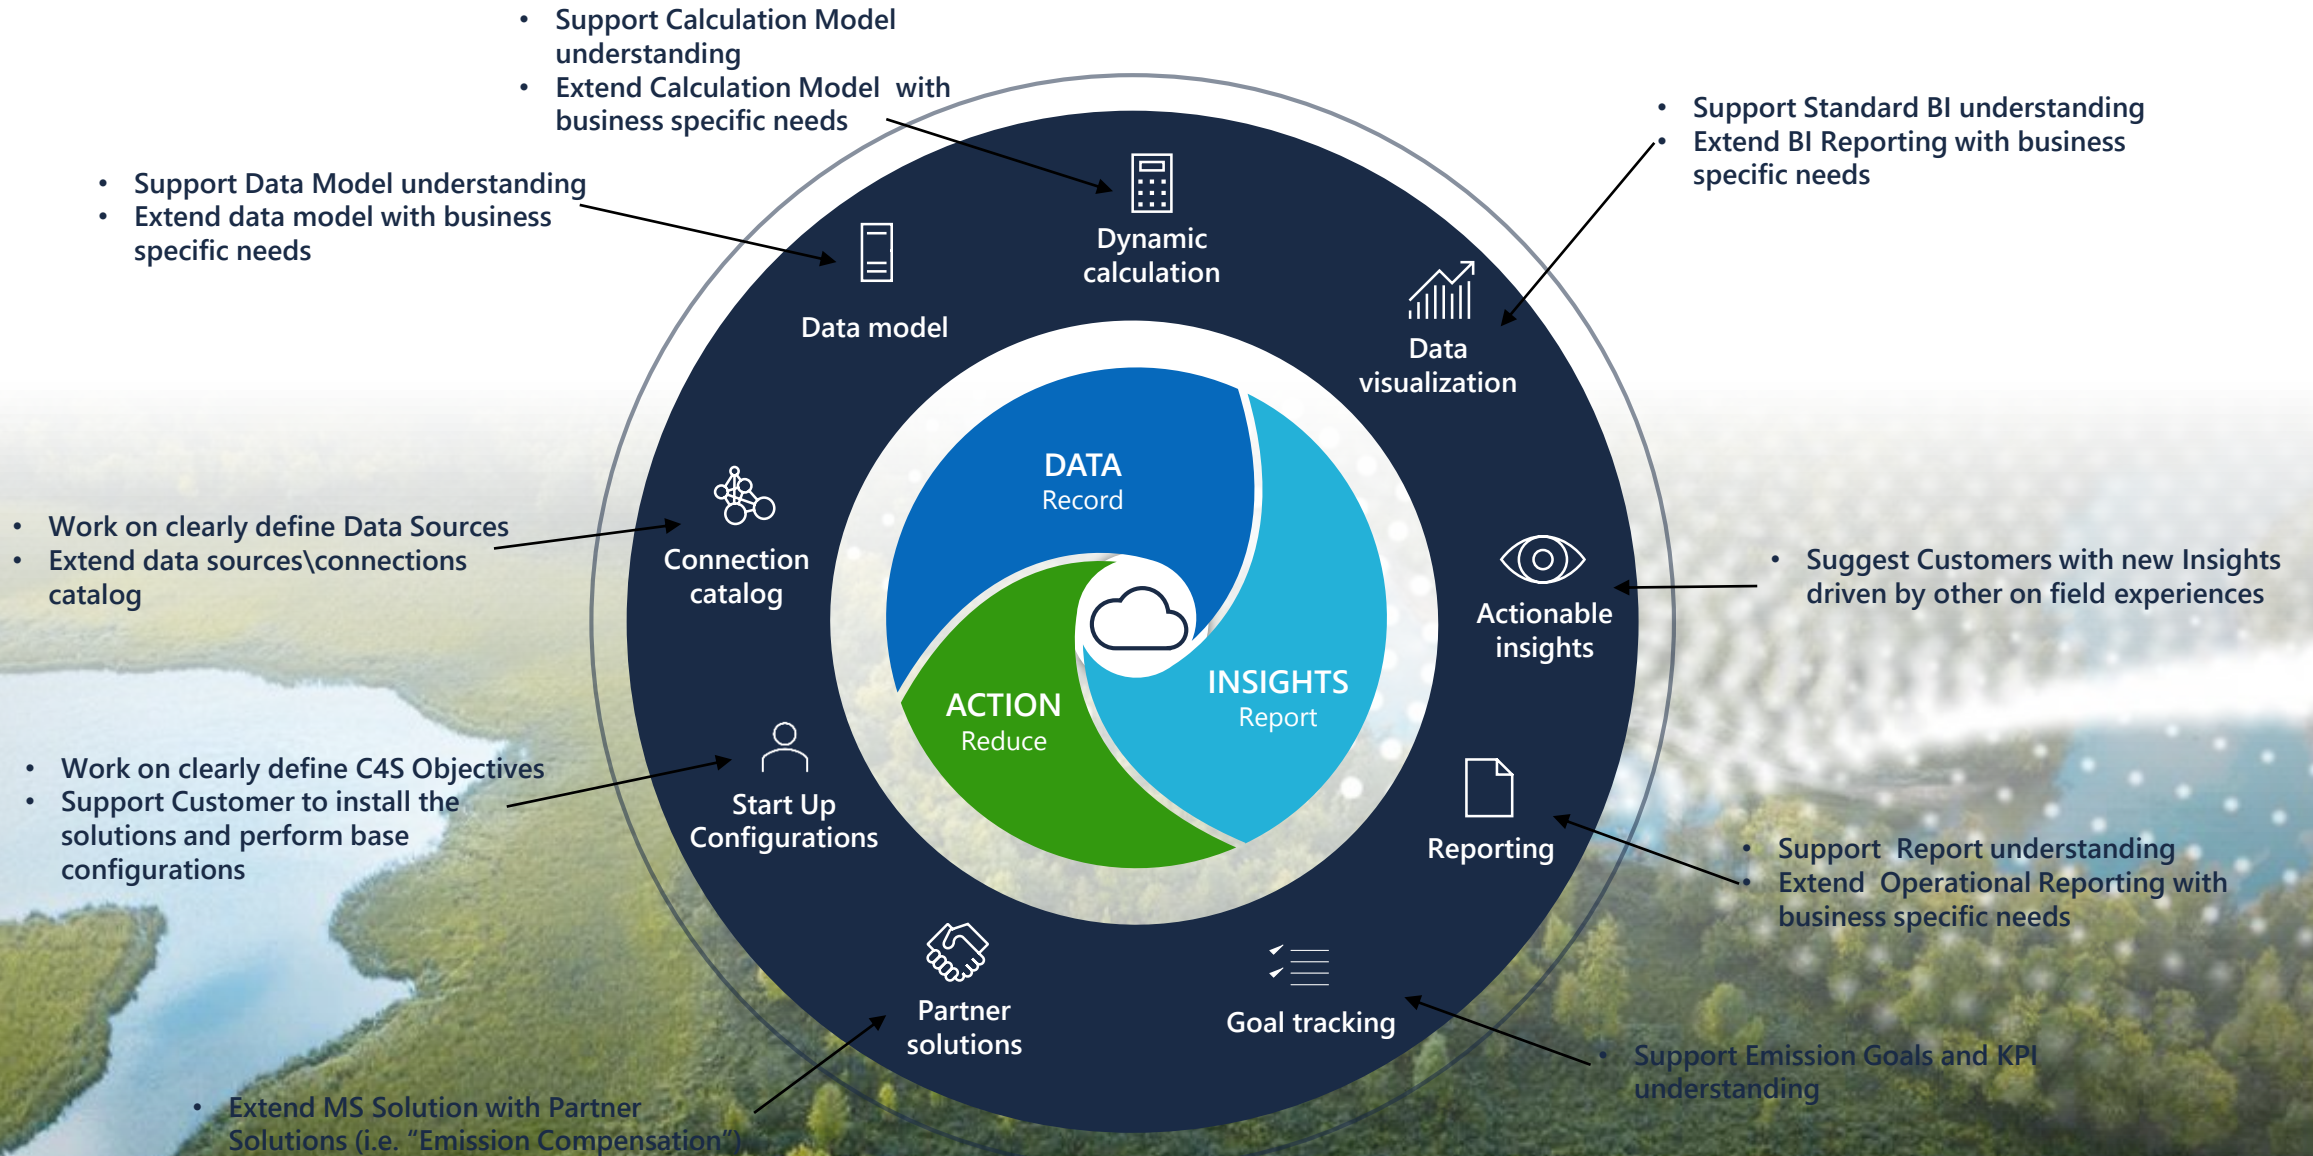 • Support Calculation Model
understanding
• Extend Calculation Model with
business specific needs
• Support Standard BI understanding
• Extend BI Reporting with business
specific needs
• Support Data Model understanding
• Extend data model with business
specific needs
Dynamic
calculation
Data model
Data
visualization
DATA
Record
• Work on clearly define Data Sources
• Extend data sources\connections
catalog
Connection
catalog
• Suggest Customers with new Insights
driven by other on field experiences
Actionable
insights
INSIGHTS
Report
ACTION
Reduce
• Work on clearly define C4S Objectives
• Support Customer to install the
solutions and perform base
configurations
Start Up
Configurations
Reporting
• Support Report understanding
• Extend Operational Reporting with
business specific needs
Partner
solutions
Goal tracking
• Support Emission Goals and KPI
understanding
• Extend MS Solution with Partner
Solutions (i.e. “Emission Compensation”)